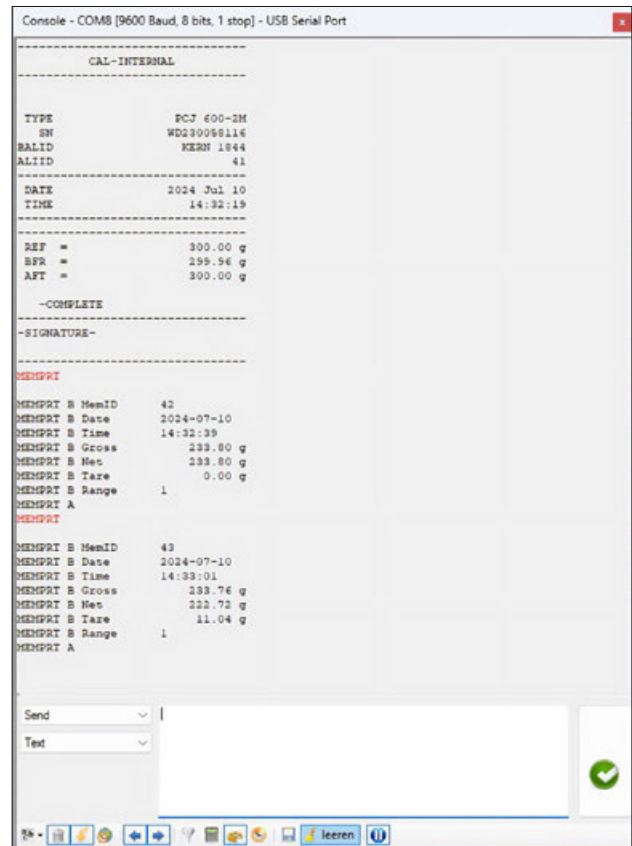 Console - COM8 [9600 Baud, 8 bits, 1 stop] - USB Serial Port
x
--------------------------------
CAL-INTERNAL
--------------------------------
TYPE PCJ 600-2M
SN WD230058116
BALID KERN 1844
ALIID 41
--------------------------------
DATE 2024 Jul 10
TIME 14:32:19
--------------------------------
--------------------------------
REF = 300.00 g
BFR = 299.96 g
AFT = 300.00 g
-COMPLETE
--------------------------------
-SIGNATURE-
--------------------------------
MEMPRT
MEMPRT B MemID 42
MEMPRT B Date 2024-07-10
MEMPRT B Time 14:32:39
MEMPRT B Gross 233.80 g
MEMPRT B Net 233.80 g
MEMPRT B Tare 0.00 g
MEMPRT B Range 1
MEMPRT A
MEMPRT
MEMPRT B MemID 43
MEMPRT B Date 2024-07-10
MEMPRT B Time 14:33:01
MEMPRT B Gross 233.76 g
MEMPRT B Net 222.72 g
MEMPRT B Tare 11.04 g
MEMPRT B Range 1
MEMPRT A
Send
Text
leeren